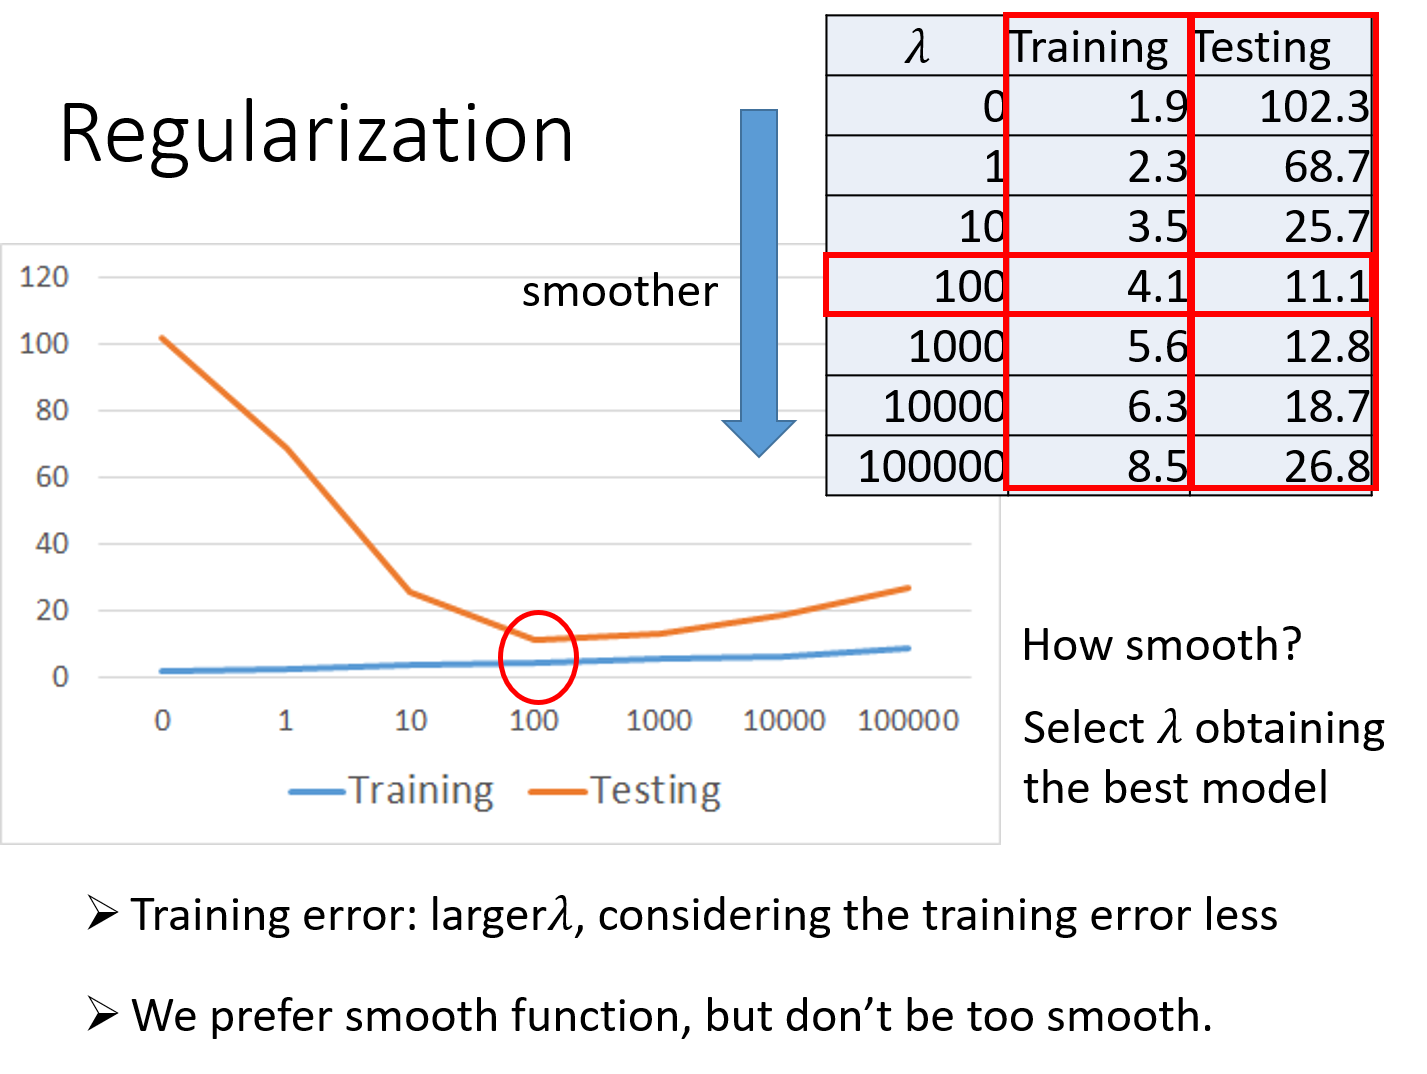 Regularization
λ Training Testing
0 1.9 102.3
1 2.3 68.7
10 3.5 25.7
100 4.1 11.1
1000 5.6 12.8
10000 6.3 18.7
100000 8.5 26.8
smoother
120
100
80
60
40
20
0
0 1 10 100 1000 10000 100000
Training Testing
How smooth?
Select λ obtaining
the best model
➢ Training error: largerλ, considering the training error less
➢ We prefer smooth function, but don’t be too smooth.